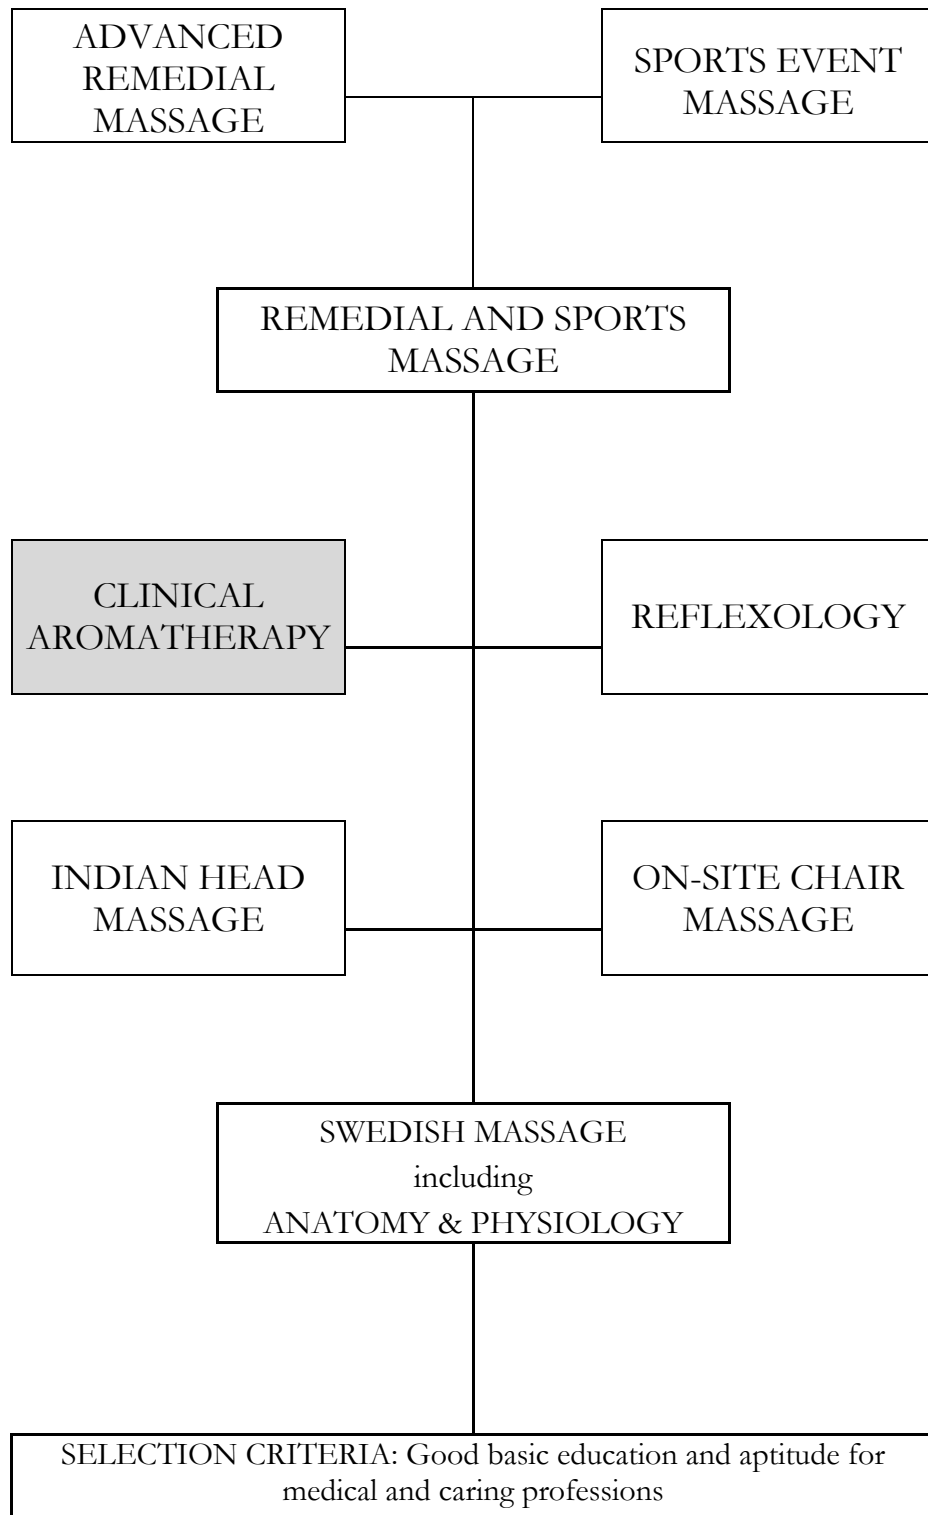 ADVANCED
REMEDIAL
MASSAGE
SPORTS EVENT
MASSAGE
REMEDIAL AND SPORTS
MASSAGE
CLINICAL
AROMATHERAPY
REFLEXOLOGY
INDIAN HEAD
MASSAGE
ON-SITE CHAIR
MASSAGE
SWEDISH MASSAGE
including
ANATOMY & PHYSIOLOGY
SELECTION CRITERIA: Good basic education and aptitude for
medical and caring professions